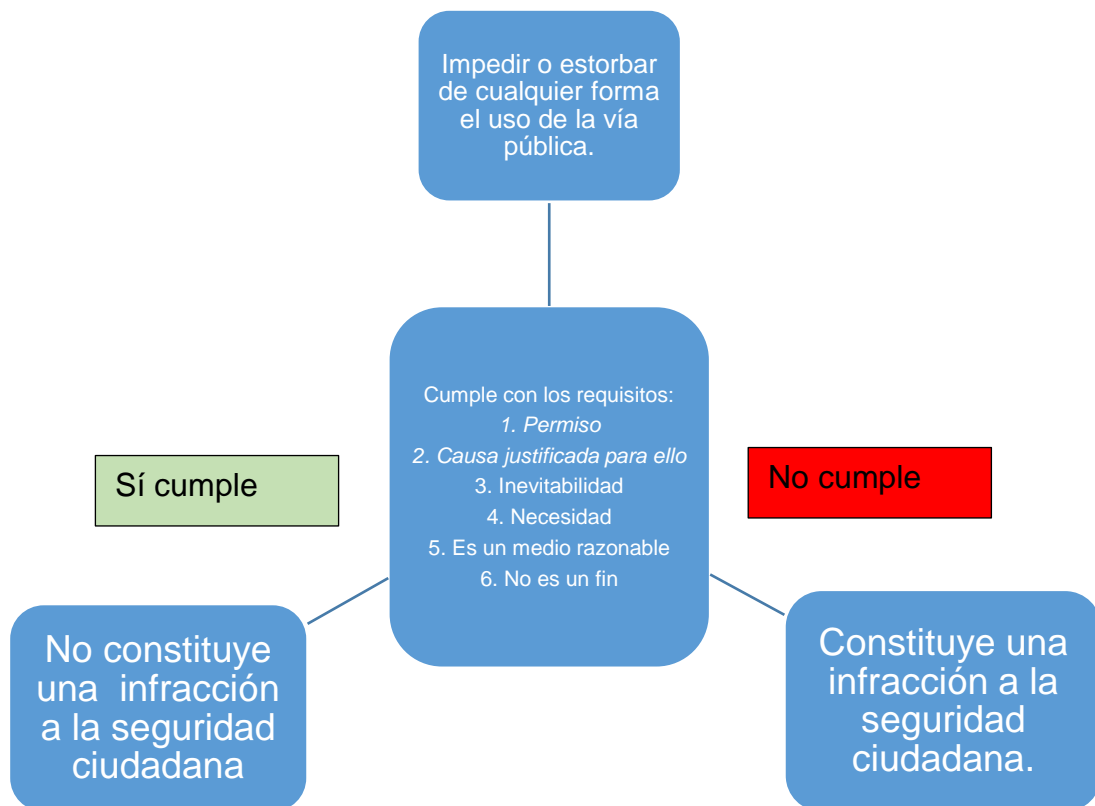 Impedir o estorbar
de cualquier forma
el uso de la vía
pública.
Cumple con los requisitos:
1. Permiso
2. Causa justificada para ello
3. Inevitabilidad
4. Necesidad
5. Es un medio razonable
6. No es un fin
Sí cumple
No cumple
No constituye
una infracción
a la seguridad
ciudadana
Constituye una
infracción a la
seguridad
ciudadana.